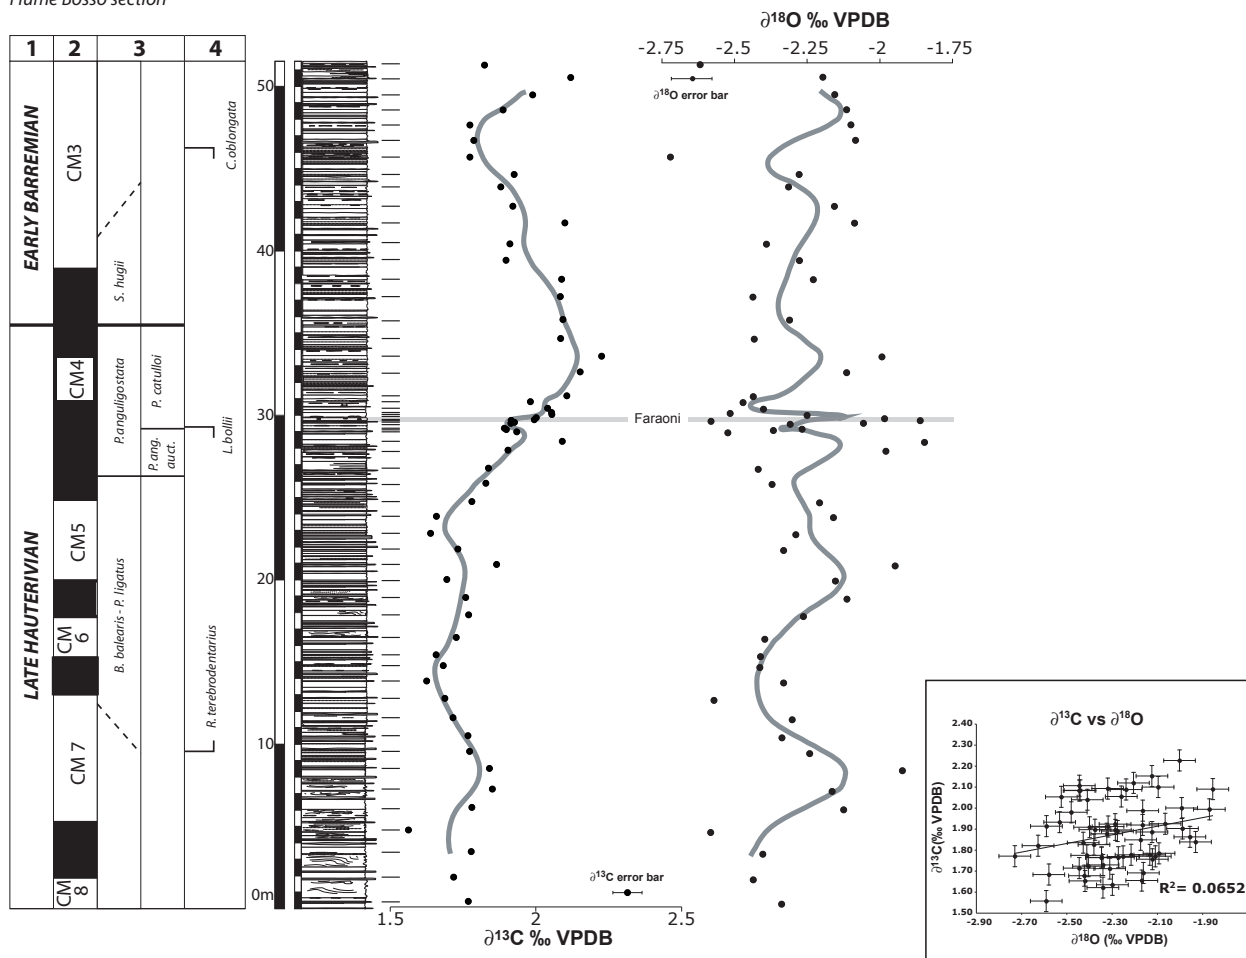 Fiume Bosso section
∂18O ‰ VPDB
-2.75 -2.5 -2.25 -2 -1.75
1 2 3 4
∂18O error bar
EARLY BARREMIAN
LATE HAUTERIVIAN
CM3
CM4
CM5
CM 6
CM 7
CM 8
S. hugii
P.anguligostata
P. catulloi
P. ang. auct.
B. balearis - P. ligatus
C.oblongata
L.bollii
R. terebrodentarius
50
40
30
20
10
0m
Faraoni
∂13C error bar
1.5 2 2.5
∂13C ‰ VPDB
∂13C vs ∂18O
2.40
2.30
2.20
2.10
2.00
1.90
1.80
1.70
1.60
1.50
∂13C(‰ VPDB)
R2= 0.0652
-2.90 -2.70 -2.50 -2.30 -2.10 -1.90
∂18O (‰ VPDB)